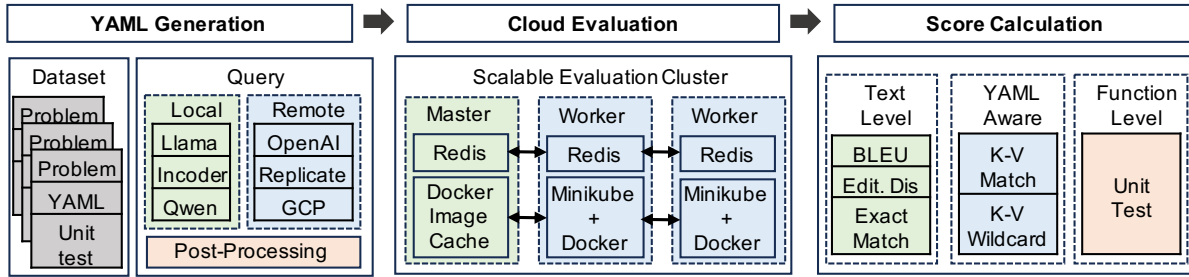 YAML Generation
Cloud Evaluation
Score Calculation
Dataset
Problem
Problem
Problem
YAML
Unit
test
Query
Local
Llama
Incoder
Qwen
Remote
OpenAI
Replicate
GCP
Post-Processing
Scalable Evaluation Cluster
Master
Redis
Docker
Image
Cache
Worker
Redis
Minikube
+
Docker
Worker
Redis
Minikube
+
Docker
Text
Level
BLEU
Edit. Dis
Exact
Match
YAML
Aware
K-V
Match
K-V
Wildcard
Function
Level
Unit
Test